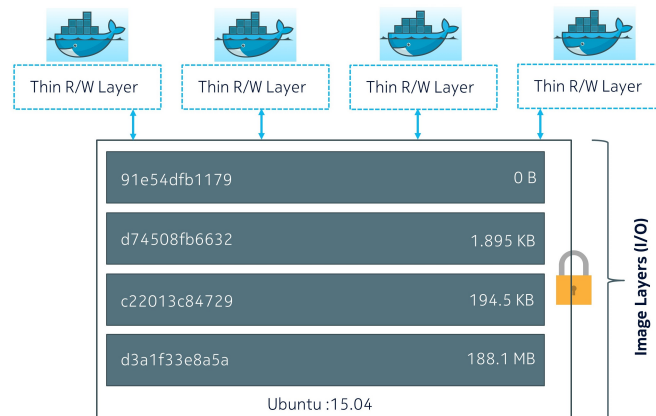 Thin R/W Layer
Thin R/W Layer
Thin R/W Layer
Thin R/W Layer
91e54dfb1179 0 B
d74508fb6632 1.895 KB
c22013c84729 194.5 KB
d3a1f33e8a5a 188.1 MB
Ubuntu :15.04
Image Layers (I/O)